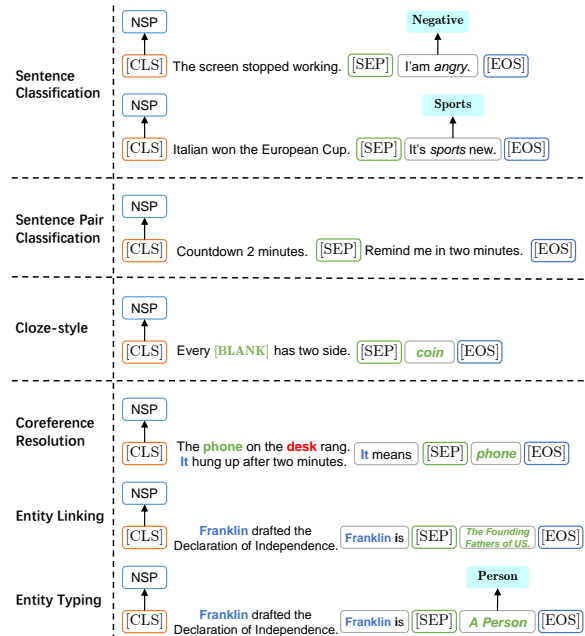 NSP Negative
[CLS] The screen stopped working. [SEP] I'am angry. [EOS]
Sentence
Classification
NSP Sports
[CLS] Italian won the European Cup. [SEP] It's sports new. [EOS]
NSP
Sentence Pair
Classification
[CLS] Countdown 2 minutes. [SEP] Remind me in two minutes. [EOS]
NSP
Cloze-style
[CLS] Every [BLANK] has two side. [SEP] coin [EOS]
NSP
Coreference
Resolution
[CLS] The phone on the desk rang.
It hung up after two minutes. It means [SEP] phone [EOS]
NSP
Entity Linking
[CLS] Franklin drafted the
Declaration of Independence. Franklin is [SEP] The Founding
Fathers of US. [EOS]
NSP Person
Entity Typing
[CLS] Franklin drafted the
Declaration of Independence. Franklin is [SEP] A Person [EOS]